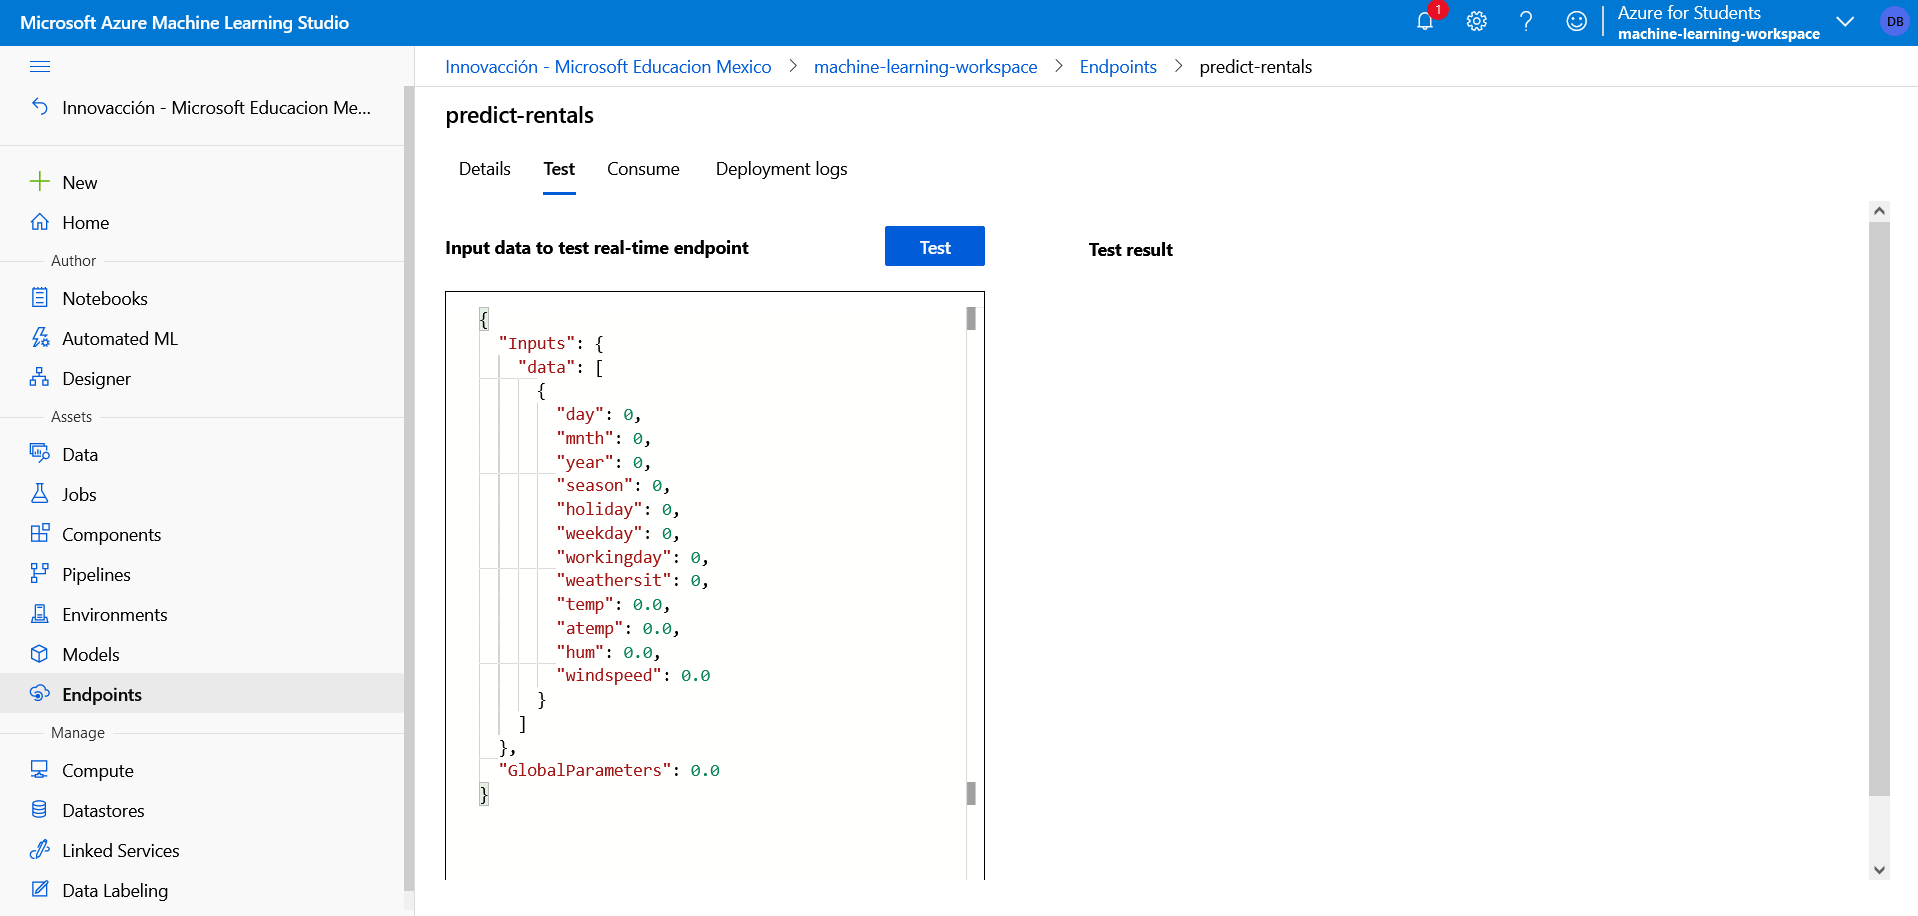 Microsoft Azure Machine Learning Studio
1
Azure for Students
machine-learning-workspace
DB
Innovacción - Microsoft Educacion Me...
New
Home
Author
Notebooks
Automated ML
Designer
Assets
Data
Jobs
Components
Pipelines
Environments
Models
Endpoints
Manage
Compute
Datastores
Linked Services
Data Labeling
Innovacción - Microsoft Educacion Mexico > machine-learning-workspace > Endpoints > predict-rentals
predict-rentals
Details Test Consume Deployment logs
Input data to test real-time endpoint
Test
Test result
{
"Inputs": {
"data": [
{
"day": 0,
"mnth": 0,
"year": 0,
"season": 0,
"holiday": 0,
"weekday": 0,
"workingday": 0,
"weathersit": 0,
"temp": 0.0,
"atemp": 0.0,
"hum": 0.0,
"windspeed": 0.0
}
]
},
"GlobalParameters": 0.0
}